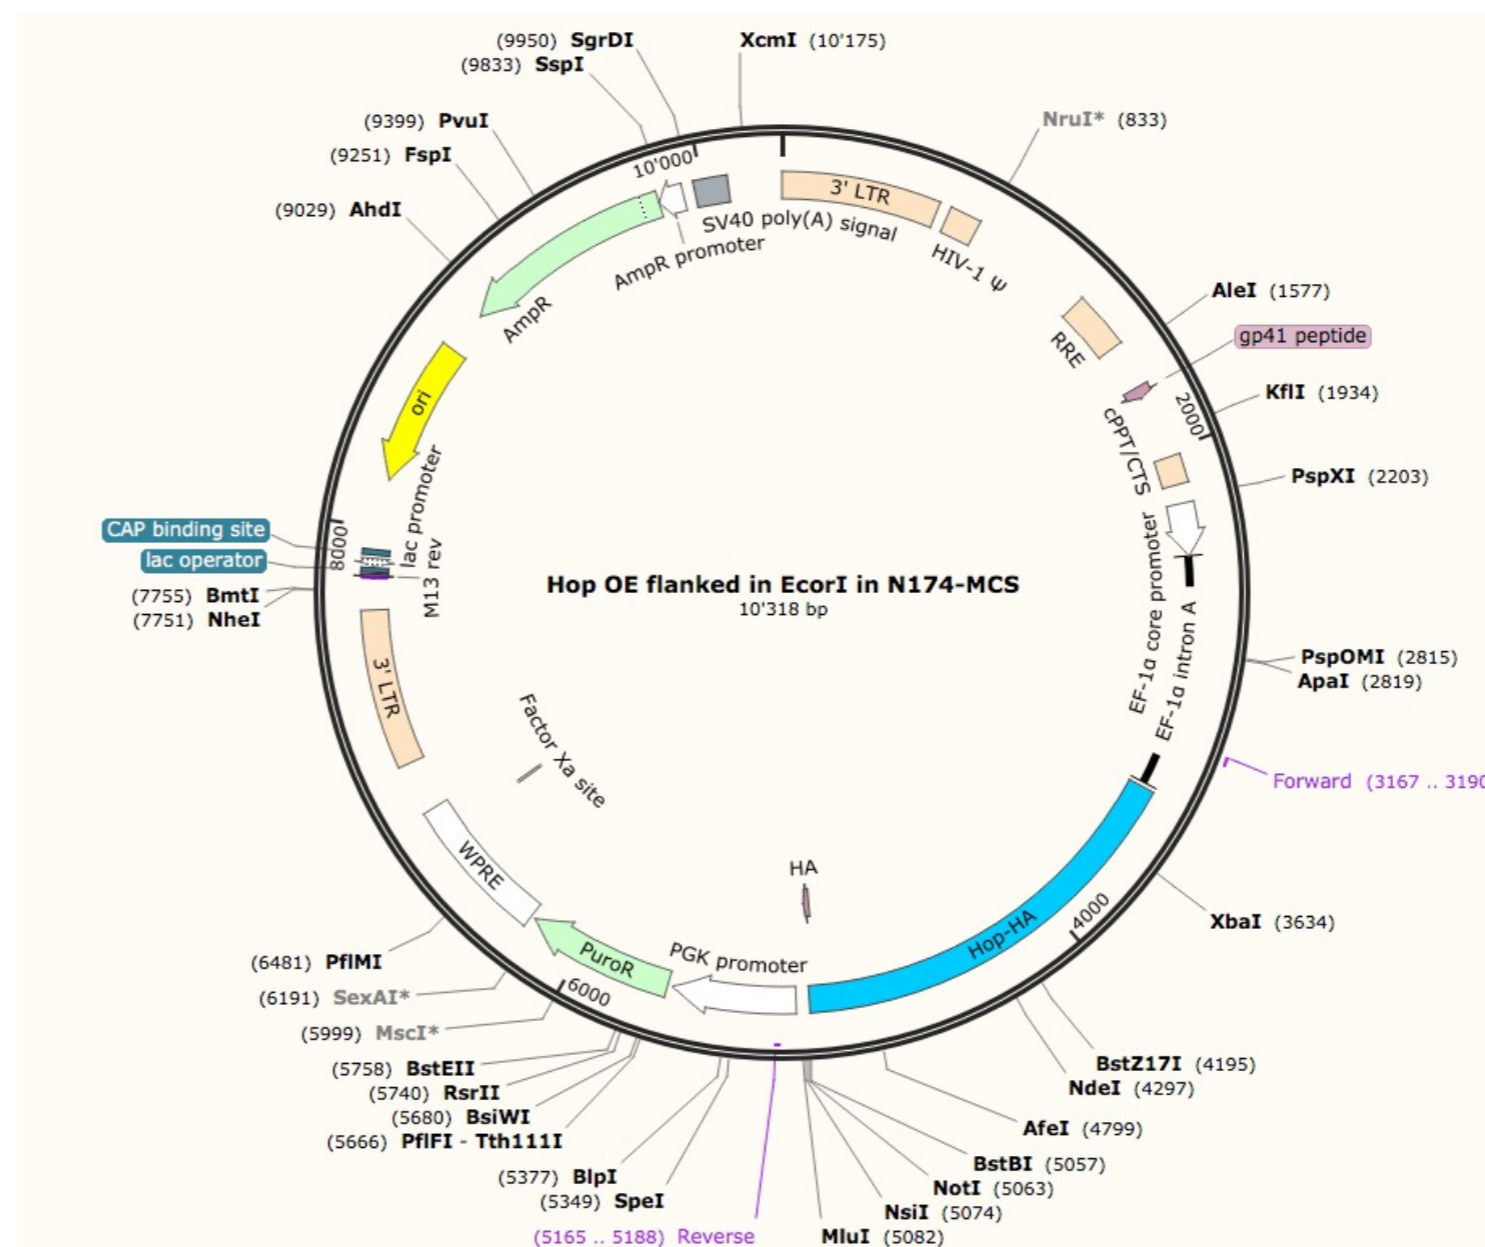 (9950) SgrDI
(9833) SspI
XcmI (10'175)
NruI* (833)
(9399) PvuI
(9251) FspI
(9029) AhdI
10'000
3' LTR
SV40 poly(A) signal
HIV-1 Ψ
AmpR promoter
AmpR
AleI (1577)
gp41 peptide
RRE
KflI (1934)
2000
cPPT/CTS
PspXI (2203)
ori
lac promoter
CAP binding site
lac operator
8000
M13 rev
(7755) BmtI
(7751) NheI
Hop OE flanked in EcorI in N174-MCS
10'318 bp
EF-1α core promoter
EF-1α intron A
PspOMI (2815)
ApaI (2819)
3' LTR
Factor Xa site
Forward (3167 .. 3190
HA
WPRE
Hop-HA
4000
XbaI (3634)
PGK promoter
PuroR
6000
(6481) PflMI
(6191) SexAI*
(5999) MscI*
(5758) BstEII
(5740) RsrII
(5680) BsiWI
(5666) PflFI - Tth111I
(5377) BlpI
(5349) SpeI
(5165 .. 5188) Reverse
BstZ17I (4195)
NdeI (4297)
AfeI (4799)
BstBI (5057)
NotI (5063)
NsiI (5074)
MluI (5082)